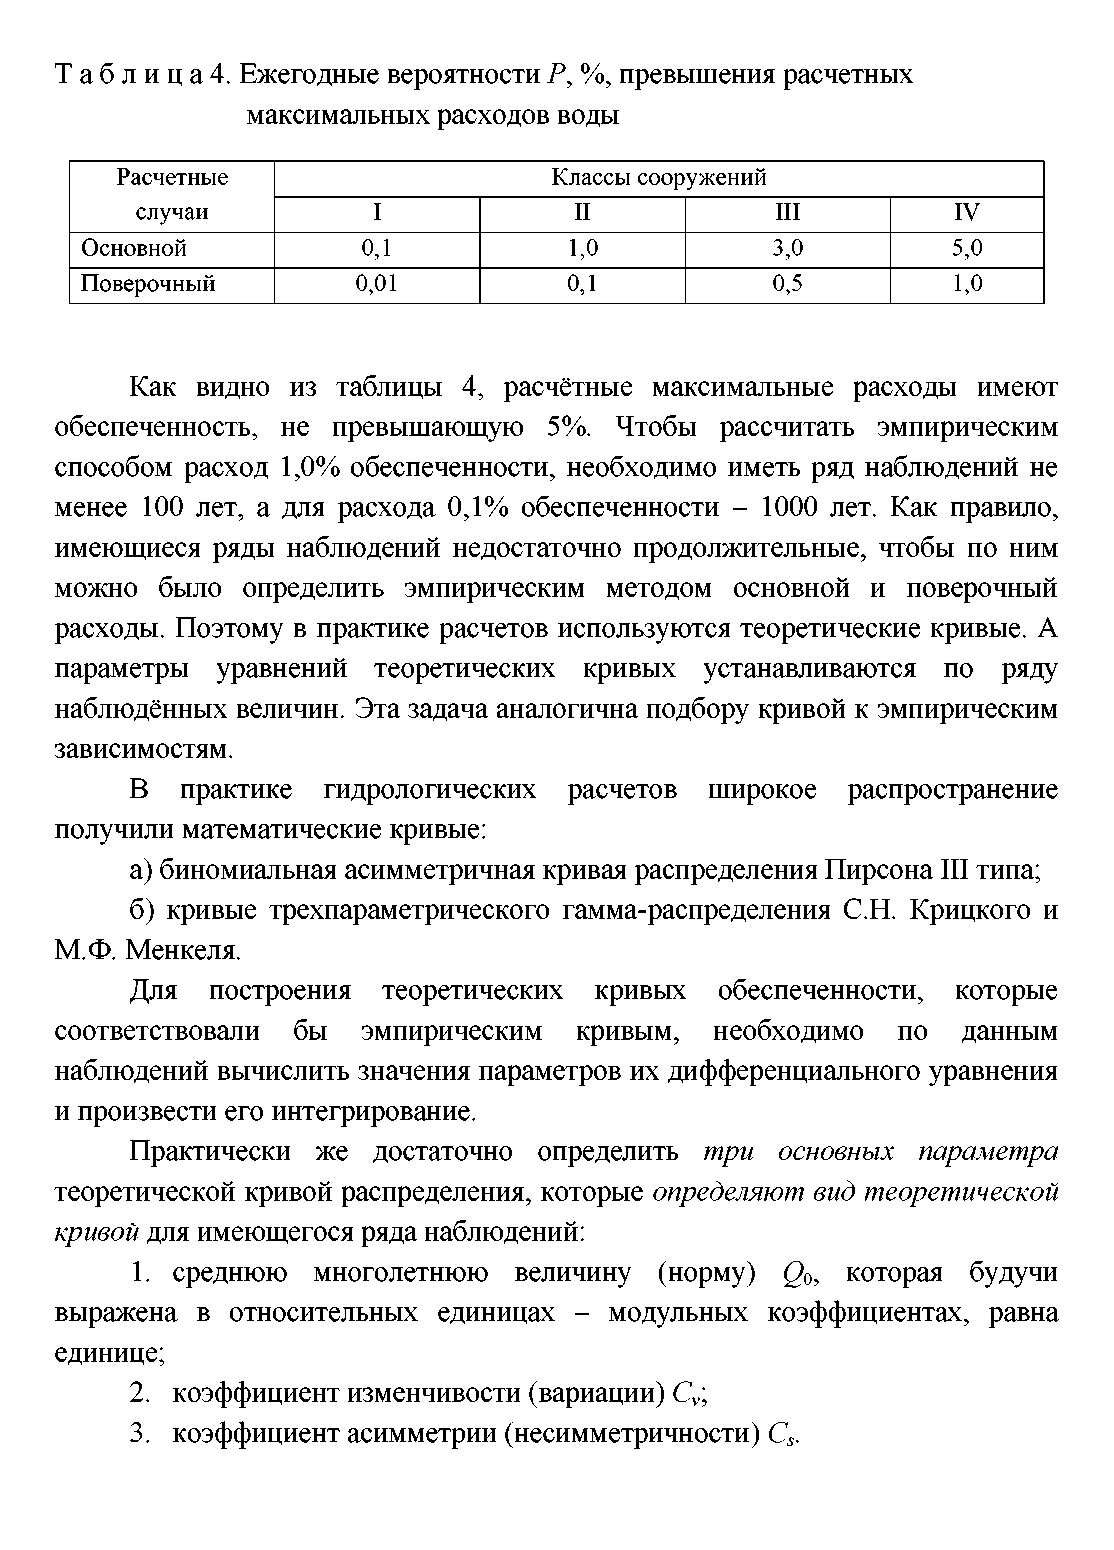 Т а б л и ц а 4. Ежегодные вероятности P, %, превышения расчетных
максимальных расходов воды
Расчетные случаи Классы сооружений
I II III IV
Основной 0,1 1,0 3,0 5,0
Поверочный 0,01 0,1 0,5 1,0
Как видно из таблицы 4, расчётные максимальные расходы имеют
обеспеченность, не превышающую 5%. Чтобы рассчитать эмпирическим
способом расход 1,0% обеспеченности, необходимо иметь ряд наблюдений не
менее 100 лет, а для расхода 0,1% обеспеченности – 1000 лет. Как правило,
имеющиеся ряды наблюдений недостаточно продолжительные, чтобы по ним
можно было определить эмпирическим методом основной и поверочный
расходы. Поэтому в практике расчетов используются теоретические кривые. А
параметры уравнений теоретических кривых устанавливаются по ряду
наблюдённых величин. Эта задача аналогична подбору кривой к эмпирическим
зависимостям.
В практике гидрологических расчетов широкое распространение
получили математические кривые:
а) биномиальная асимметричная кривая распределения Пирсона III типа;
б) кривые трехпараметрического гамма-распределения С.Н. Крицкого и
М.Ф. Менкеля.
Для построения теоретических кривых обеспеченности, которые
соответствовали бы эмпирическим кривым, необходимо по данным
наблюдений вычислить значения параметров их дифференциального уравнения
и произвести его интегрирование.
Практически же достаточно определить три основных параметра
теоретической кривой распределения, которые определяют вид теоретической
кривой для имеющегося ряда наблюдений:
1. среднюю многолетнюю величину (норму) Q₀, которая будучи
выражена в относительных единицах – модульных коэффициентах, равна
единице;
2. коэффициент изменчивости (вариации) Cᵥ;
3. коэффициент асимметрии (несимметричности) Cₛ.